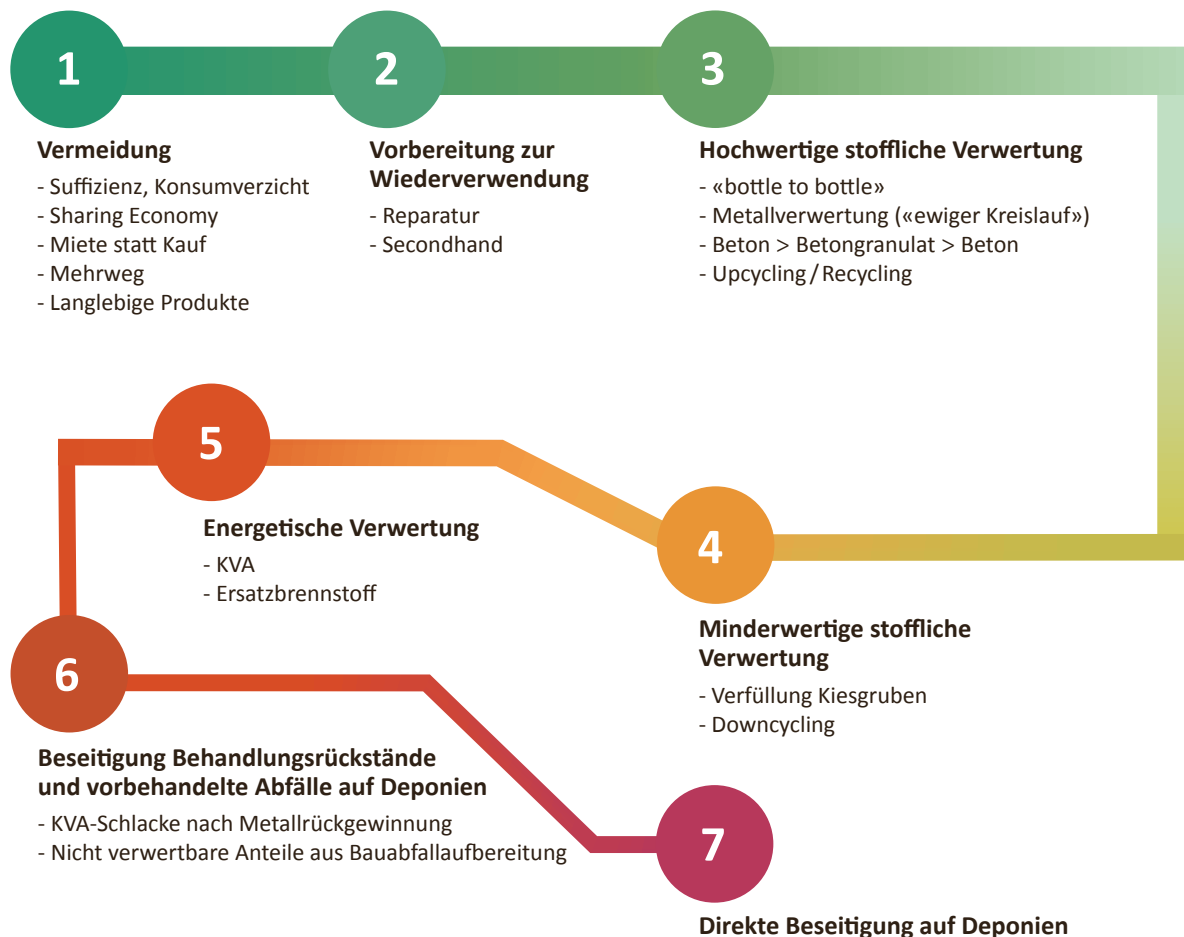 1
Vermeidung
- Suffizienz, Konsumverzicht
- Sharing Economy
- Miete statt Kauf
- Mehrweg
- Langlebige Produkte
2
Vorbereitung zur
Wiederverwendung
- Reparatur
- Secondhand
3
Hochwertige stoffliche Verwertung
- «bottle to bottle»
- Metallverwertung («ewiger Kreislauf»)
- Beton > Betongranulat > Beton
- Upcycling / Recycling
4
Minderwertige stoffliche
Verwertung
- Verfüllung Kiesgruben
- Downcycling
5
Energetische Verwertung
- KVA
- Ersatzbrennstoff
6
Beseitigung Behandlungsrückstände
und vorbehandelte Abfälle auf Deponien
- KVA-Schlacke nach Metallrückgewinnung
- Nicht verwertbare Anteile aus Bauabfallaufbereitung
7
Direkte Beseitigung auf Deponien